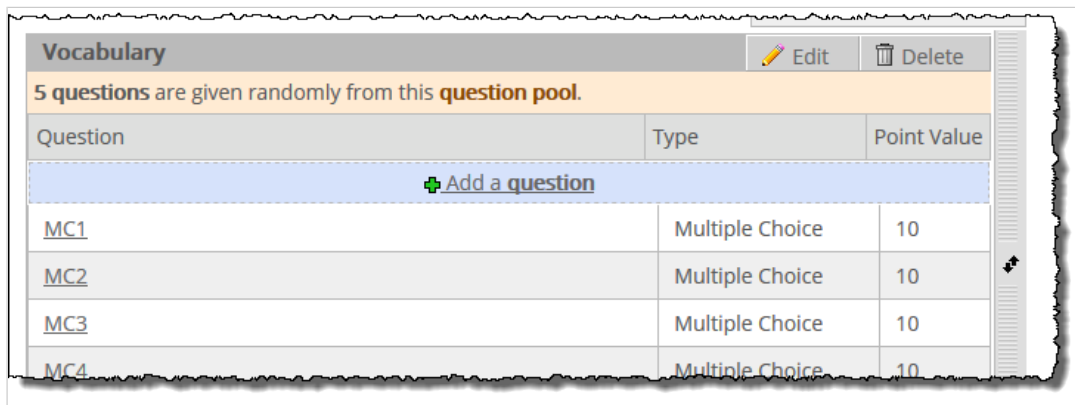 Vocabulary Edit Delete
5 questions are given randomly from this question pool.
Question Type Point Value
Add a question
MC1 Multiple Choice 10
MC2 Multiple Choice 10
MC3 Multiple Choice 10
MC4 Multiple Choice 10